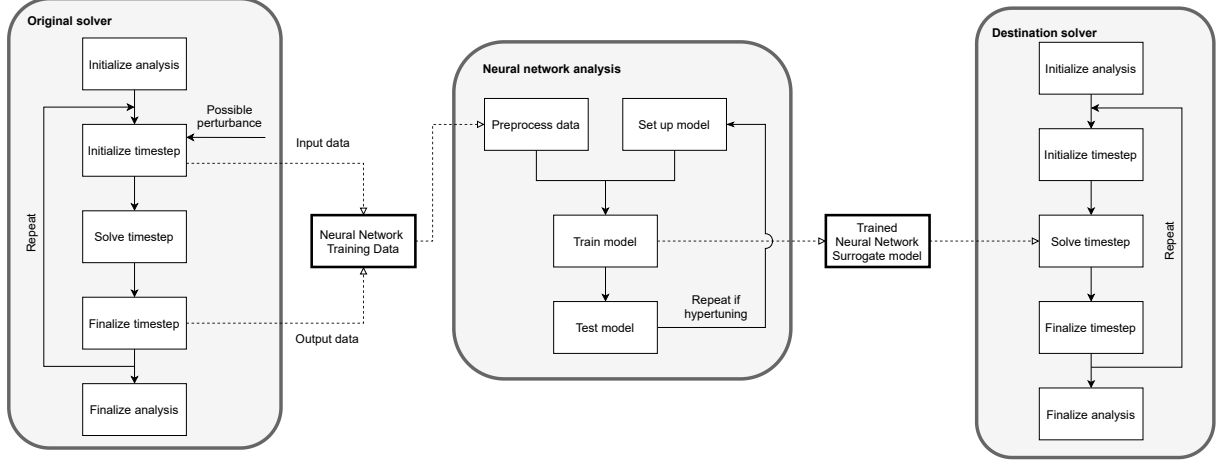 Original solver
Initialize analysis
Possible
perturbance
Initialize timestep
Input data
Repeat
Solve timestep
Finalize timestep
Output data
Finalize analysis
Neural Network
Training Data
Neural network analysis
Preprocess data
Set up model
Train model
Test model
Repeat if
hypertuning
Trained
Neural Network
Surrogate model
Destination solver
Initialize analysis
Initialize timestep
Solve timestep
Repeat
Finalize timestep
Finalize analysis